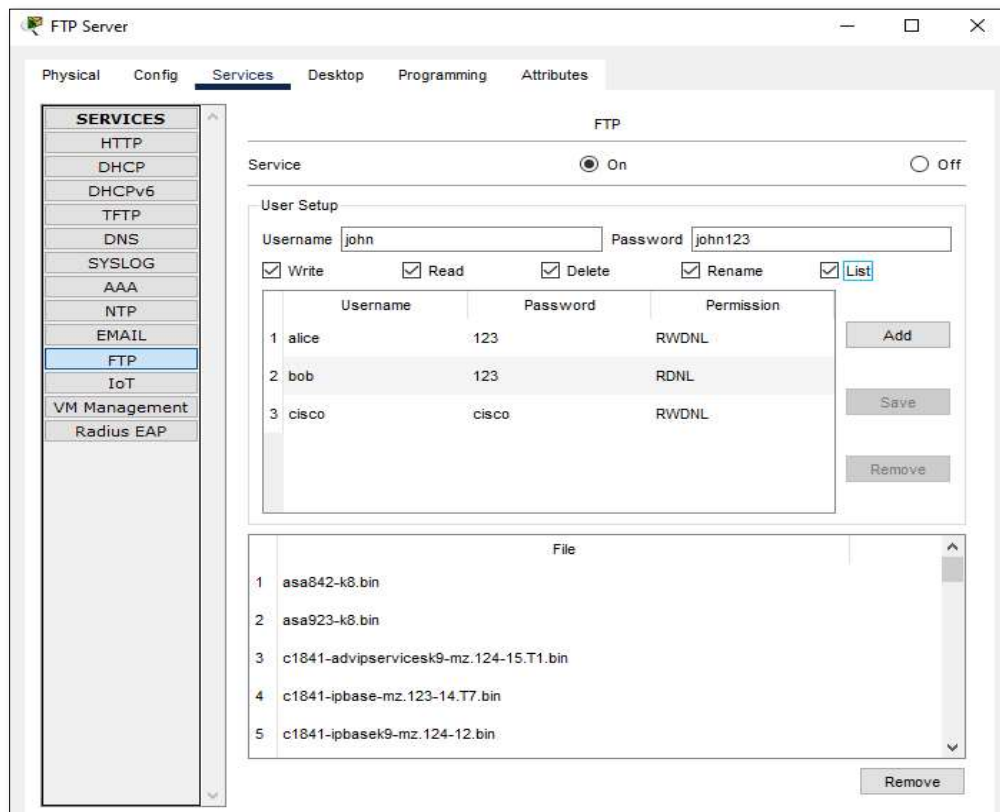 FTP Server
Physical Config Services Desktop Programming Attributes
SERVICES
HTTP
DHCP
DHCPv6
TFTP
DNS
SYSLOG
AAA
NTP
EMAIL
FTP
IoT
VM Management
Radius EAP
FTP
Service On Off
User Setup
Username john Password john123
Write Read Delete Rename List
Username Password Permission
1 alice 123 RWDNL
2 bob 123 RDNL
3 cisco cisco RWDNL
Add
Save
Remove
File
1 asa842-k8.bin
2 asa923-k8.bin
3 c1841-advipservicesk9-mz.124-15.T1.bin
4 c1841-ipbase-mz.123-14.T7.bin
5 c1841-ipbasek9-mz.124-12.bin
Remove